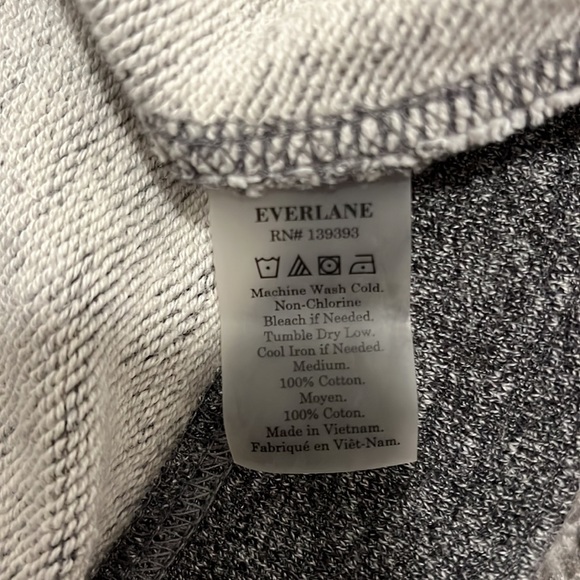 EVERLANE
RN# 139393
Machine Wash Cold.
Non-Chlorine
Bleach if Needed.
Tumble Dry Low.
Cool Iron if Needed.
Medium.
100% Cotton.
Moyen.
100% Coton.
Made in Vietnam.
Fabriqué en Viêt-Nam.